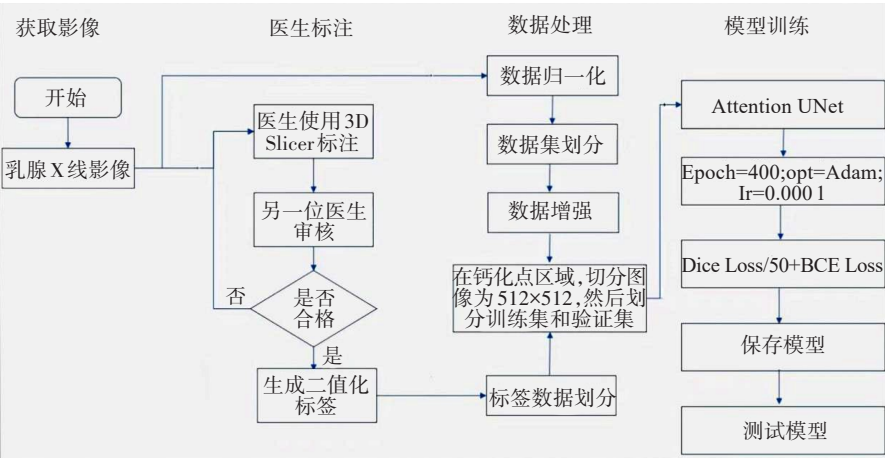 获取影像
医生标注
数据处理
模型训练
开始
乳腺X线影像
医生使用3D
Slicer标注
另一位医生
审核
是否
合格
否
是
生成二值化
标签
数据归一化
数据集划分
数据增强
在钙化点区域,切分图
像为512×512,然后划
分训练集和验证集
标签数据划分
Attention UNet
Epoch=400;opt=Adam;
Ir=0.000 1
Dice Loss/50+BCE Loss
保存模型
测试模型